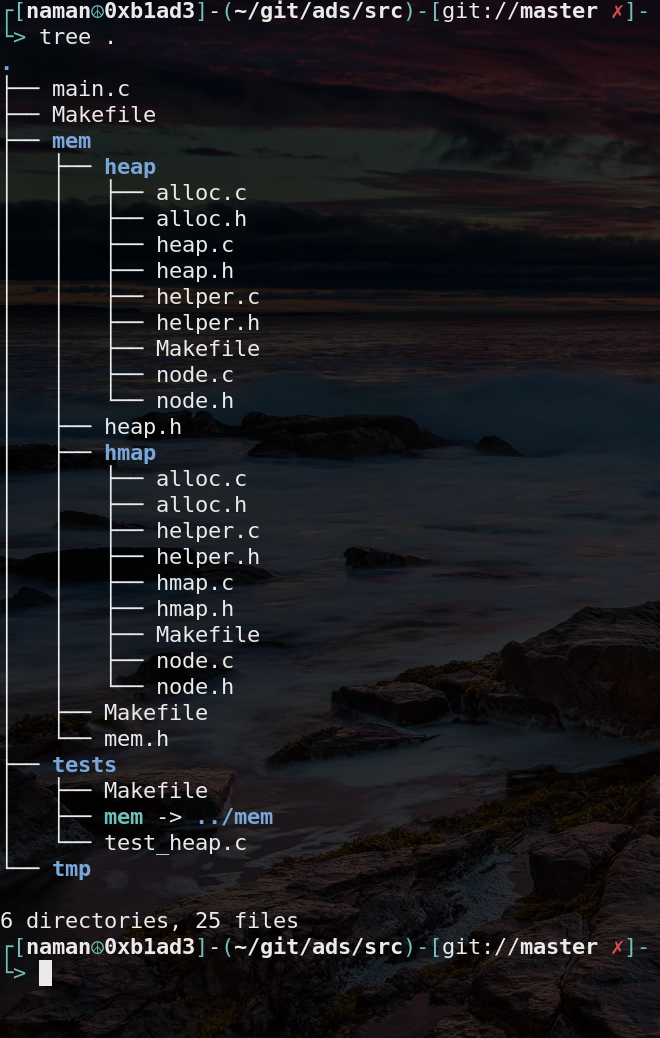 ┌[naman☮0xb1ad3]-(~/git/ads/src)-[git://master ✗]-
└> tree .
.
├── main.c
├── Makefile
├── mem
│   ├── heap
│   │   ├── alloc.c
│   │   ├── alloc.h
│   │   ├── heap.c
│   │   ├── heap.h
│   │   ├── helper.c
│   │   ├── helper.h
│   │   ├── Makefile
│   │   ├── node.c
│   │   └── node.h
│   ├── heap.h
│   ├── hmap
│   │   ├── alloc.c
│   │   ├── alloc.h
│   │   ├── helper.c
│   │   ├── helper.h
│   │   ├── hmap.c
│   │   ├── hmap.h
│   │   ├── Makefile
│   │   ├── node.c
│   │   └── node.h
│   ├── Makefile
│   └── mem.h
├── tests
│   ├── Makefile
│   ├── mem -> ../mem
│   └── test_heap.c
└── tmp
6 directories, 25 files
┌[naman☮0xb1ad3]-(~/git/ads/src)-[git://master ✗]-
└>